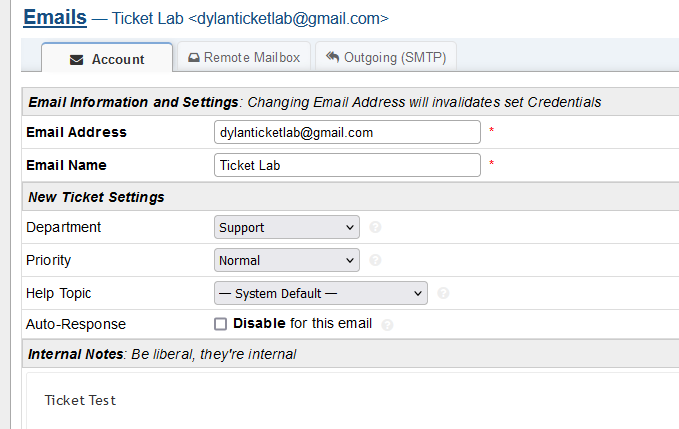 Emails — Ticket Lab <dylanticketlab@gmail.com>
Account Remote Mailbox Outgoing (SMTP)
Email Information and Settings: Changing Email Address will invalidates set Credentials
Email Address dylanticketlab@gmail.com *
Email Name Ticket Lab *
New Ticket Settings
Department Support ?
Priority Normal ?
Help Topic — System Default — ?
Auto-Response Disable for this email ?
Internal Notes: Be liberal, they're internal
Ticket Test